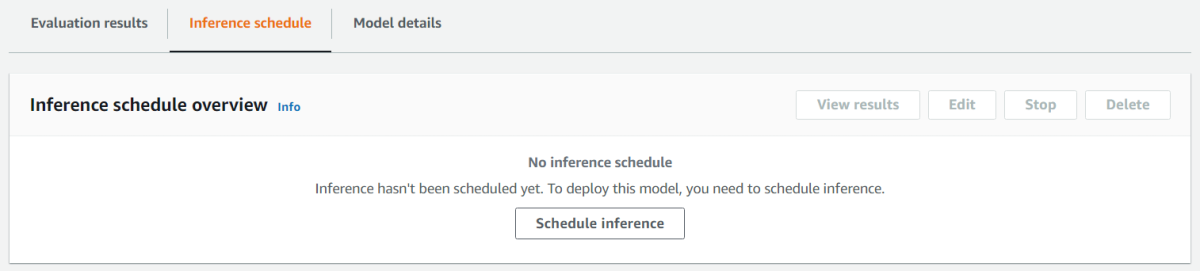 Evaluation results Inference schedule Model details
Inference schedule overview Info View results Edit Stop Delete
No inference schedule
Inference hasn't been scheduled yet. To deploy this model, you need to schedule inference.
Schedule inference